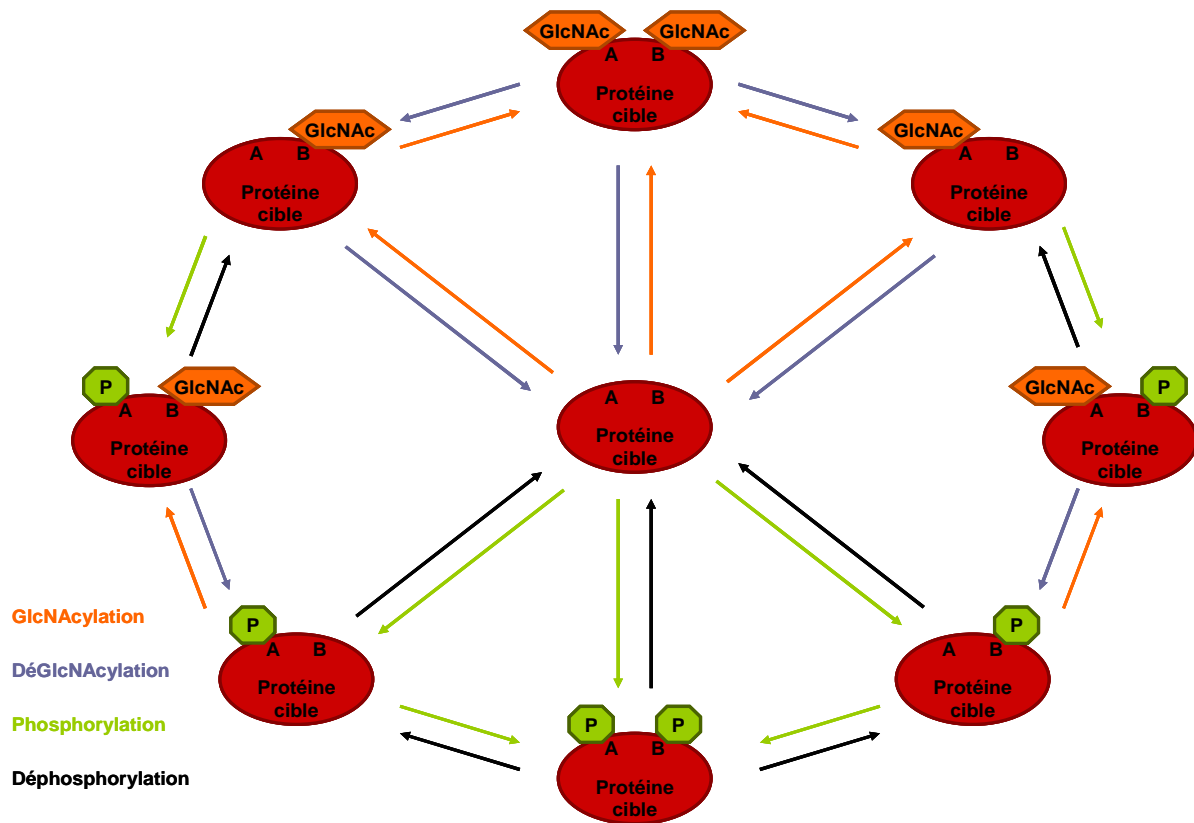 GlcNAc GlcNAc
A B
Protéine
cible
GlcNAc
A B
Protéine
cible
GlcNAc
A B
Protéine
cible
P GlcNAc
A B
Protéine
cible
A B
Protéine
cible
GlcNAc P
A B
Protéine
cible
P
A B
Protéine
cible
P P
A B
Protéine
cible
P
A B
Protéine
cible
GlcNAcylation
DéGlcNAcylation
Phosphorylation
Déphosphorylation